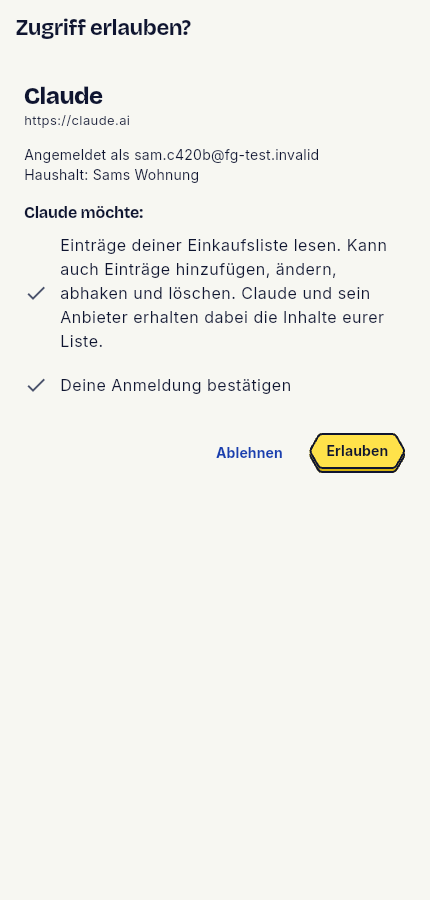 Zugriff erlauben?
Claude
https://claude.ai
Angemeldet als sam.c420b@fg-test.invalid
Haushalt: Sams Wohnung
Claude möchte:
Einträge deiner Einkaufsliste lesen. Kann
auch Einträge hinzufügen, ändern,
abhaken und löschen. Claude und sein
Anbieter erhalten dabei die Inhalte eurer
Liste.
Deine Anmeldung bestätigen
Ablehnen
Erlauben